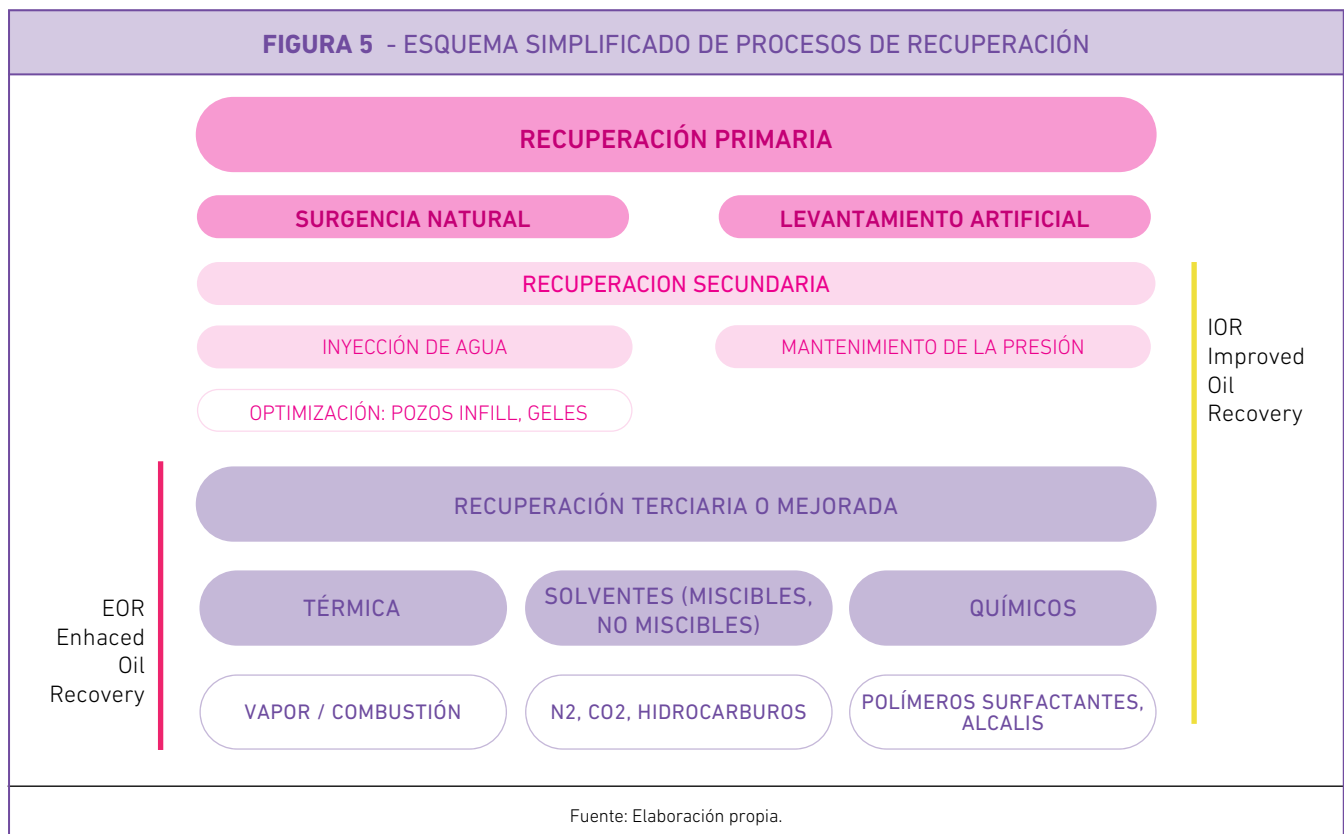 FIGURA 5 - ESQUEMA SIMPLIFICADO DE PROCESOS DE RECUPERACIÓN
RECUPERACIÓN PRIMARIA
SURGENCIA NATURAL
LEVANTAMIENTO ARTIFICIAL
RECUPERACION SECUNDARIA
INYECCIÓN DE AGUA
MANTENIMIENTO DE LA PRESIÓN
OPTIMIZACIÓN: POZOS INFILL, GELES
IOR
Improved
Oil
Recovery
RECUPERACIÓN TERCIARIA O MEJORADA
EOR
Enhaced
Oil
Recovery
TÉRMICA
SOLVENTES (MISCIBLES,
NO MISCIBLES)
QUÍMICOS
VAPOR / COMBUSTIÓN
N2, CO2, HIDROCARBUROS
POLÍMEROS SURFACTANTES,
ALCALIS
Fuente: Elaboración propia.